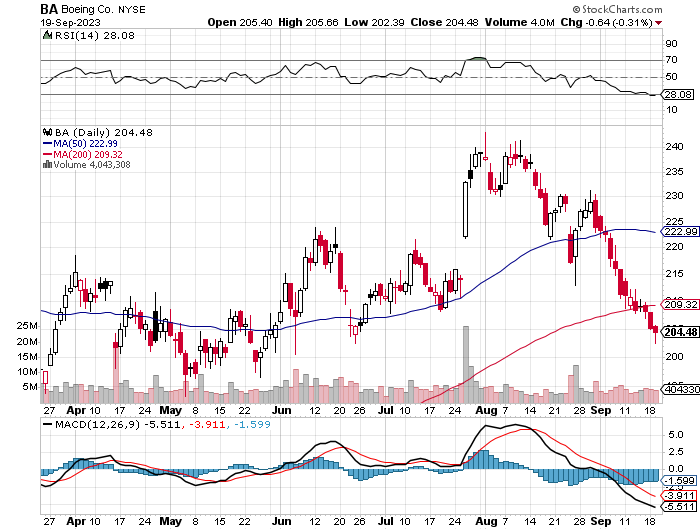 BA Boeing Co. NYSE © StockCharts.com
19-Sep-2023 Open 205.40 High 205.66 Low 202.39 Close 204.48 Volume 4.0M Chg -0.64 (-0.31%)
RSI(14) 28.08
90
70
50
28.08
10
BA (Daily) 204.48
MA(50) 222.99
MA(200) 209.32
Volume 4,043,308
240
235
230
225
222.99
215
210
209.32
204.48
200
25M
20M
15M
10M
5M
404330
27 Apr 10 17 24 May 8 15 22 Jun 12 20 26 Jul 10 17 24 Aug 7 14 21 28 Sep 11 18
MACD(12,26,9) -5.511, -3.911, -1.599
5.0
2.5
0.0
-1.599
-3.911
-5.511
27 Apr 10 17 24 May 8 15 22 Jun 12 20 26 Jul 10 17 24 Aug 7 14 21 28 Sep 11 18